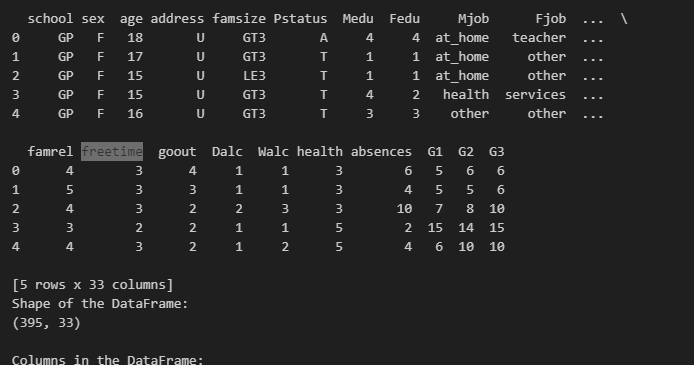 school sex age address famsize Pstatus Medu Fedu Mjob Fjob ... \
0 GP F 18 U GT3 A 4 4 at_home teacher ...
1 GP F 17 U GT3 T 1 1 at_home other ...
2 GP F 15 U LE3 T 1 1 at_home other ...
3 GP F 15 U GT3 T 4 2 health services ...
4 GP F 16 U GT3 T 3 3 other other ...
famrel freetime goout Dalc Walc health absences G1 G2 G3
0 4 3 4 1 1 3 6 5 6 6
1 5 3 3 1 1 3 4 5 5 6
2 4 3 2 2 3 3 10 7 8 10
3 3 2 2 1 1 5 2 15 14 15
4 4 3 2 1 2 5 4 6 10 10
[5 rows x 33 columns]
Shape of the DataFrame:
(395, 33)
Columns in the DataFrame: